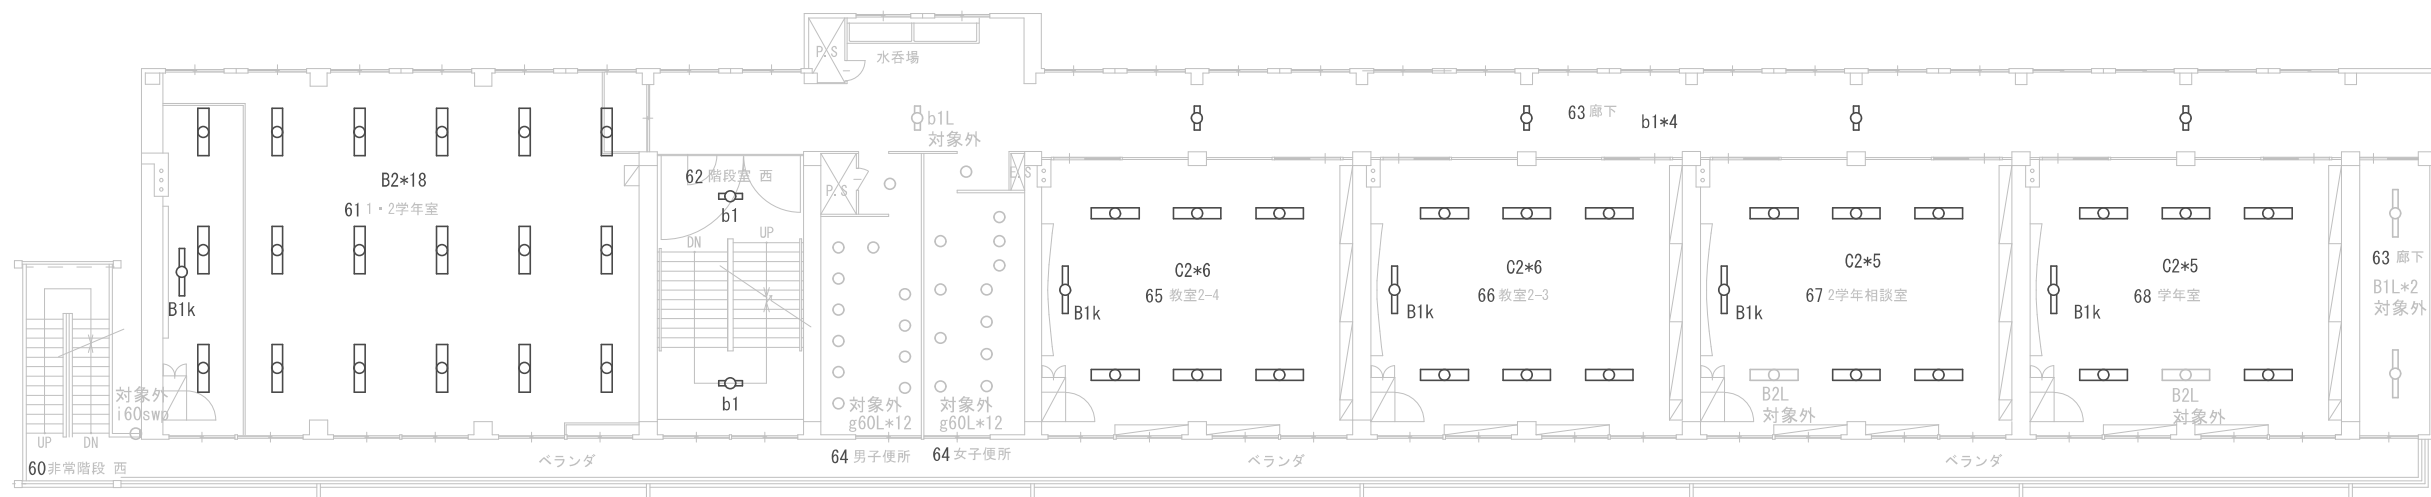 P.S
水呑場
b1L
対象外
63 廊下
b1*4
B2*18
61 1・2学年室
B1k
62 階段室 西
b1
DN
UP
b1
P.S
E.S
対象外
g60L*12
対象外
g60L*12
64 男子便所
64 女子便所
C2*6
65 教室2-4
B1k
C2*6
66 教室2-3
B1k
C2*5
67 2学年相談室
B1k
B2L
対象外
C2*5
68 学年室
B1k
B2L
対象外
63 廊下
B1L*2
対象外
対象外
i60swp
UP
DN
60 非常階段 西
ベランダ
ベランダ
ベランダ